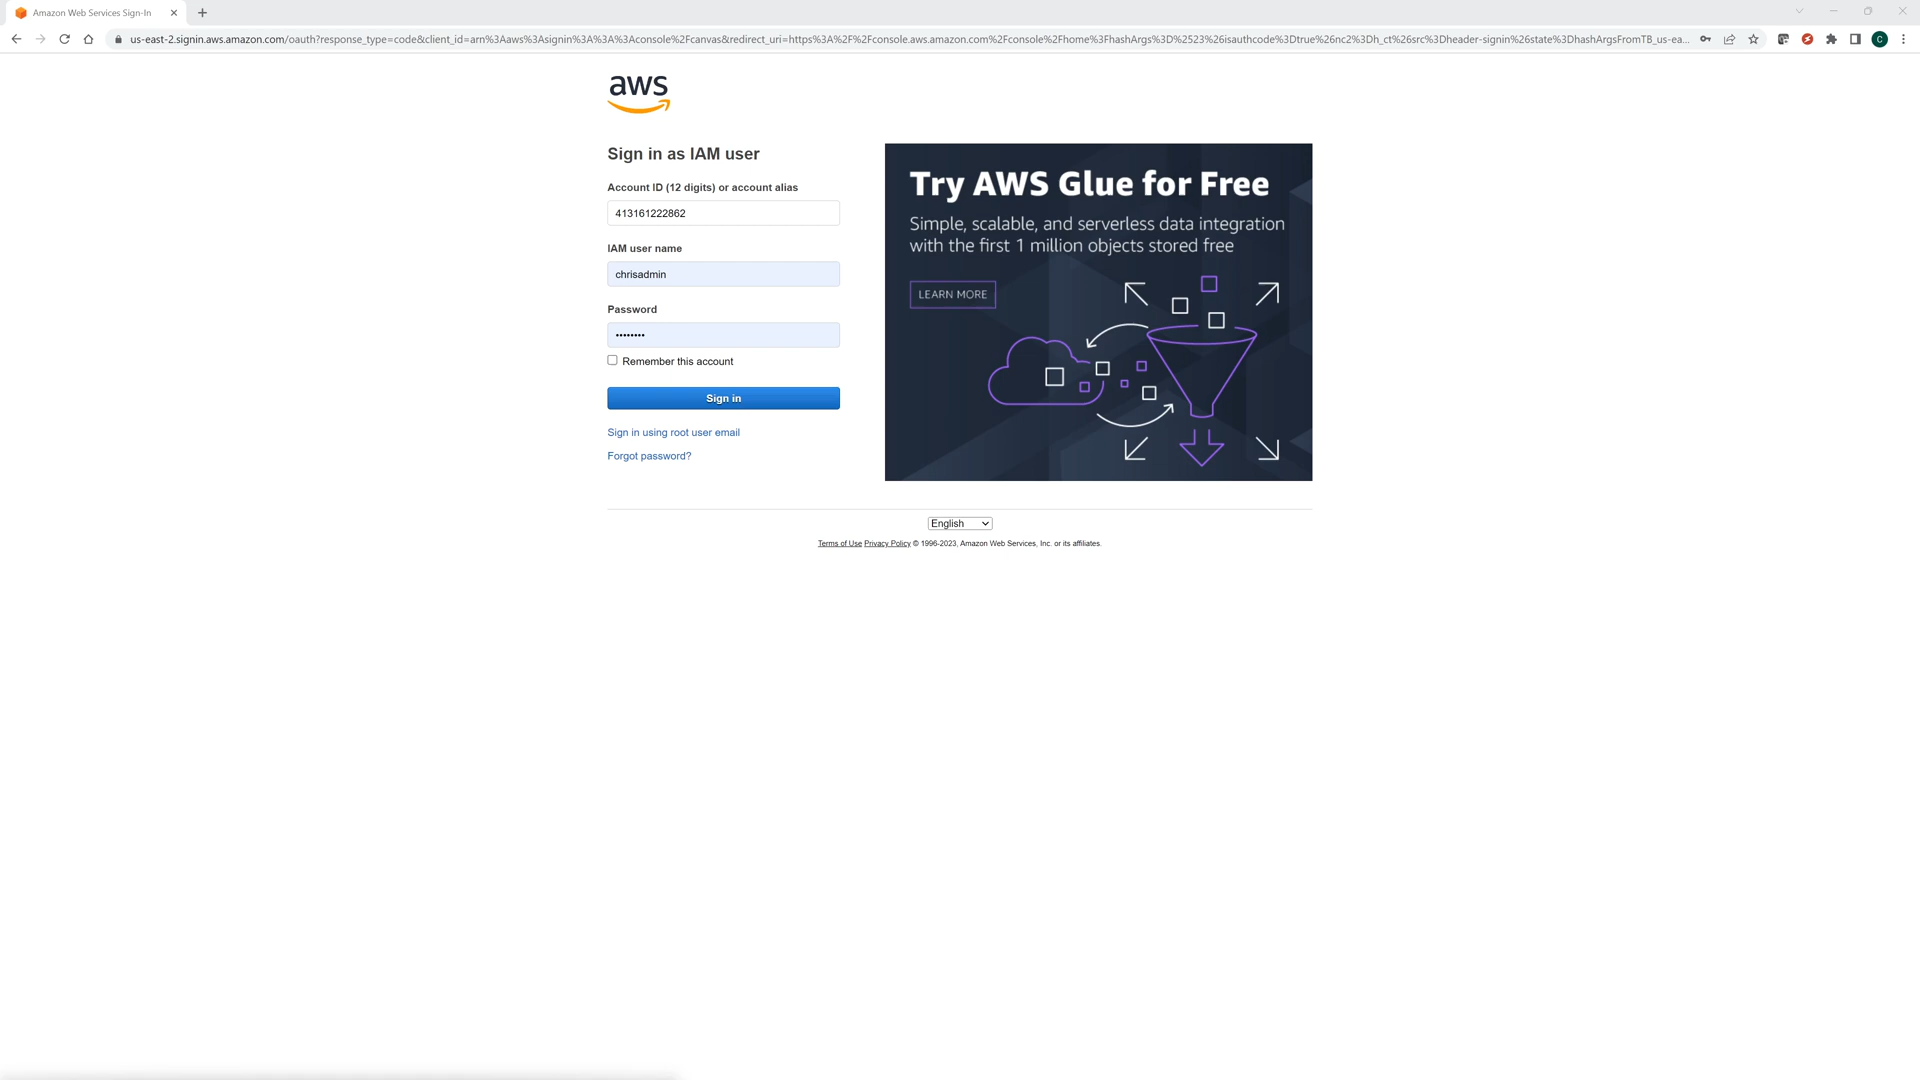 Amazon Web Services Sign-In
us-east-2.signin.aws.amazon.com/oauth?response_type=code&client_id=arn%3Aaws%3Asignin%3A%3A%3Aconsole%2Fcanvas&redirect_uri=https%3A%2F%2Fconsole.aws.amazon.com%2Fconsole%2Fhome%3FhashArgs%3D%2523%26isauthcode%3Dtrue%26nc2%3Dh_ct%26src%3Dheader-signin%26state%3DhashArgsFromTB_us-ea...
C
aws
Sign in as IAM user
Account ID (12 digits) or account alias
413161222862
IAM user name
chrisadmin
Password
••••••••
Remember this account
Sign in
Sign in using root user email
Forgot password?
Try AWS Glue for Free
Simple, scalable, and serverless data integration
with the first 1 million objects stored free
LEARN MORE
English
Terms of Use Privacy Policy © 1996-2023, Amazon Web Services, Inc. or its affiliates.